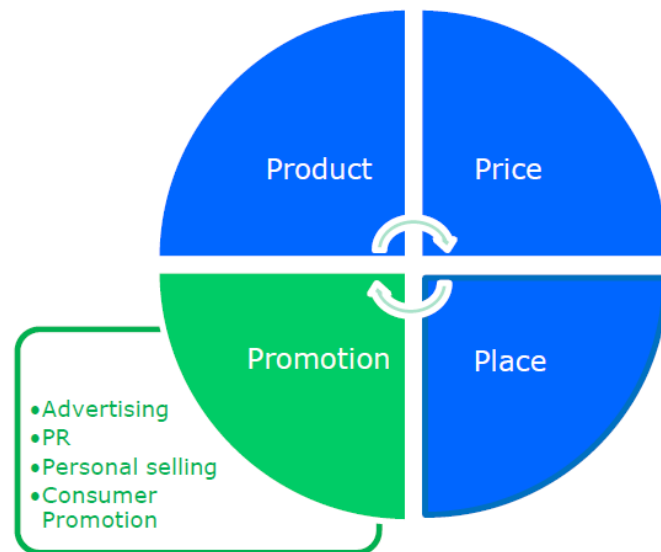 Product
Price
Promotion
Place
•Advertising
•PR
•Personal selling
•Consumer
Promotion